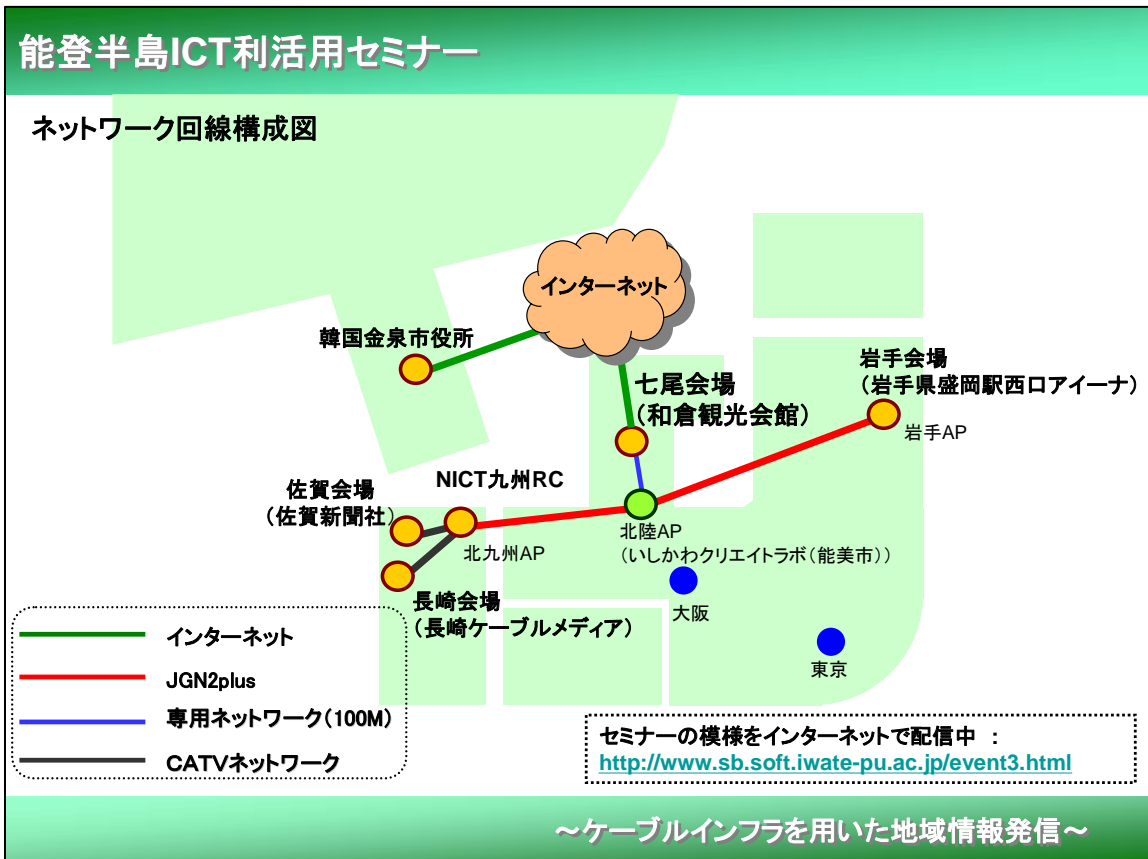 能登半島ICT利活用セミナー
ネットワーク回線構成図
インターネット
韓国金泉市役所
七尾会場
（和倉観光会館）
岩手会場
（岩手県盛岡駅西口アイーナ）
岩手AP
NICT九州RC
佐賀会場
（佐賀新聞社）
北九州AP
北陸AP
（いしかわクリエイトラボ（能美市））
大阪
長崎会場
（長崎ケーブルメディア）
東京
インターネット
JGN2plus
専用ネットワーク（100M）
CATVネットワーク
セミナーの模様をインターネットで配信中 ：
http://www.sb.soft.iwate-pu.ac.jp/event3.html
～ケーブルインフラを用いた地域情報発信～